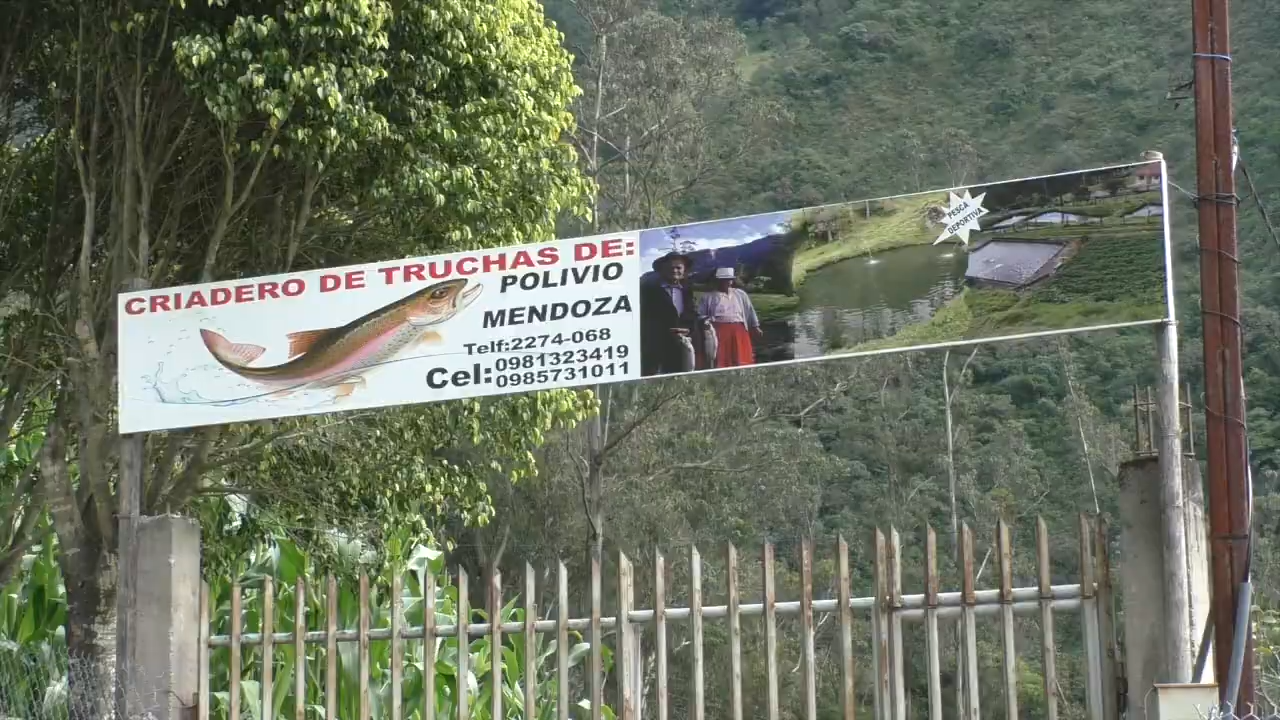 CRIADERO DE TRUCHAS DE:
POLIVIO
MENDOZA
Telf:2274-068
Cel:0981323419
0985731011
PESCA
DEPORTIVA